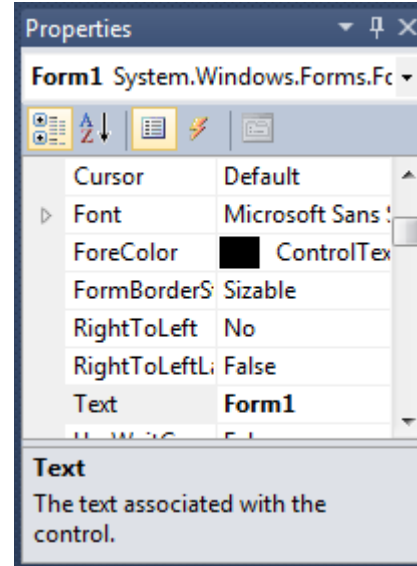 Properties
Form1 System.Windows.Forms.Fc
A
Z
Cursor Default
Font Microsoft Sans
ForeColor ControlTex
FormBorderS Sizable
RightToLeft No
RightToLeftLa False
Text Form1
Text
The text associated with the
control.